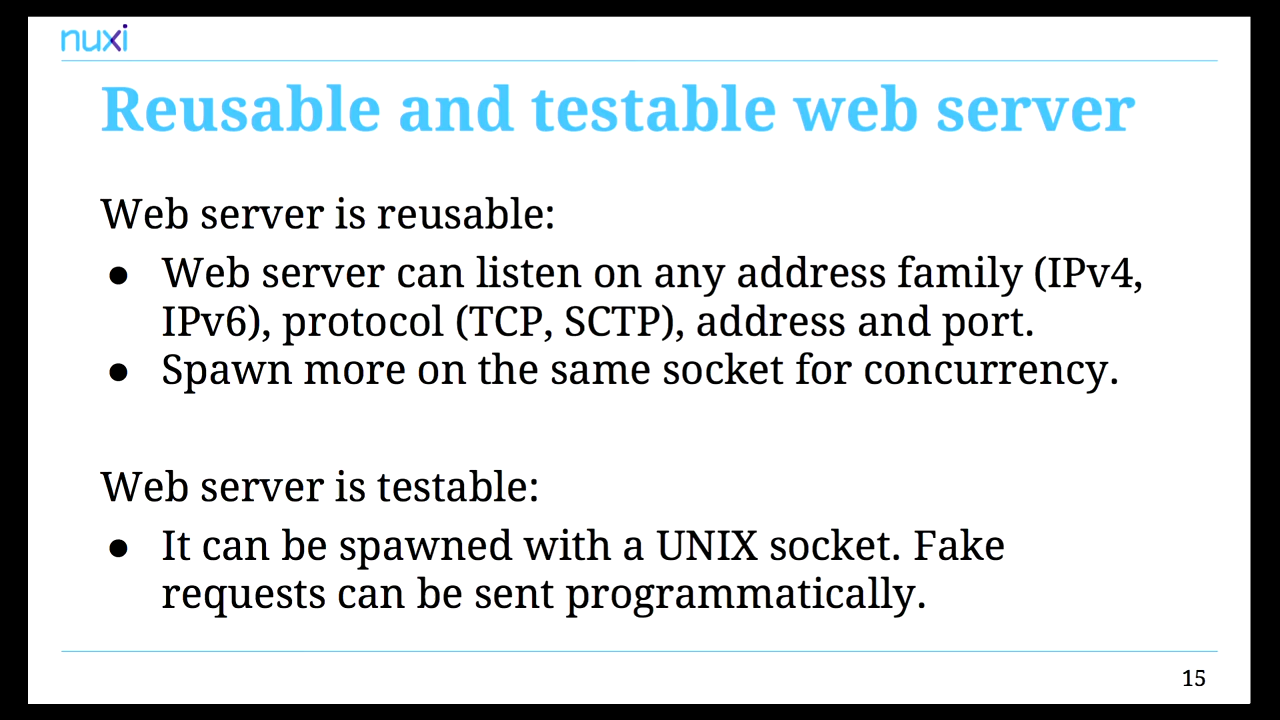 nuxi
Reusable and testable web server
Web server is reusable:
● Web server can listen on any address family (IPv4,
IPv6), protocol (TCP, SCTP), address and port.
● Spawn more on the same socket for concurrency.
Web server is testable:
● It can be spawned with a UNIX socket. Fake
requests can be sent programmatically.
15